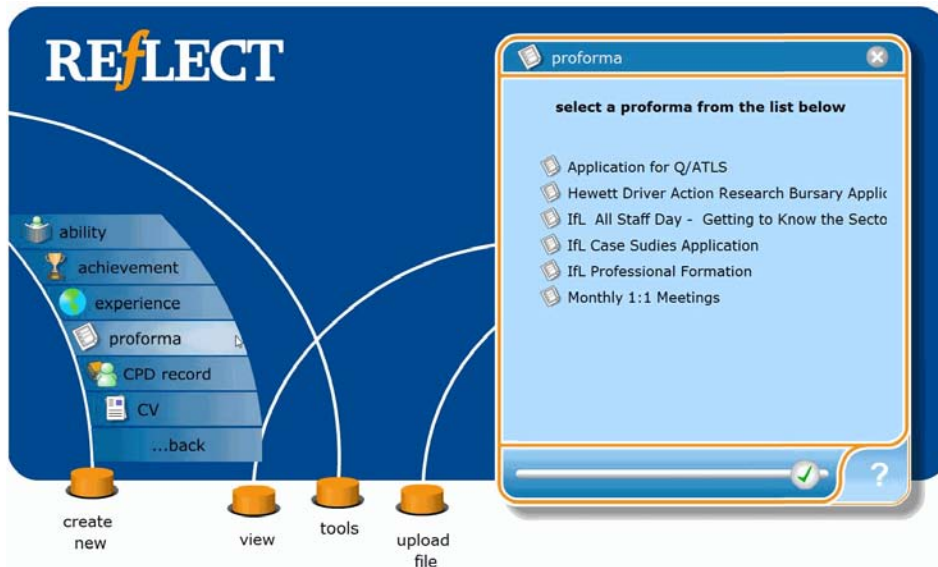 REfLECT
ability
achievement
experience
proforma
CPD record
CV
...back
create
new
view
tools
upload
file
proforma
select a proforma from the list below
Application for Q/ATLS
Hewett Driver Action Research Bursary Applic
IfL All Staff Day - Getting to Know the Secto
IfL Case Sudies Application
IfL Professional Formation
Monthly 1:1 Meetings
?